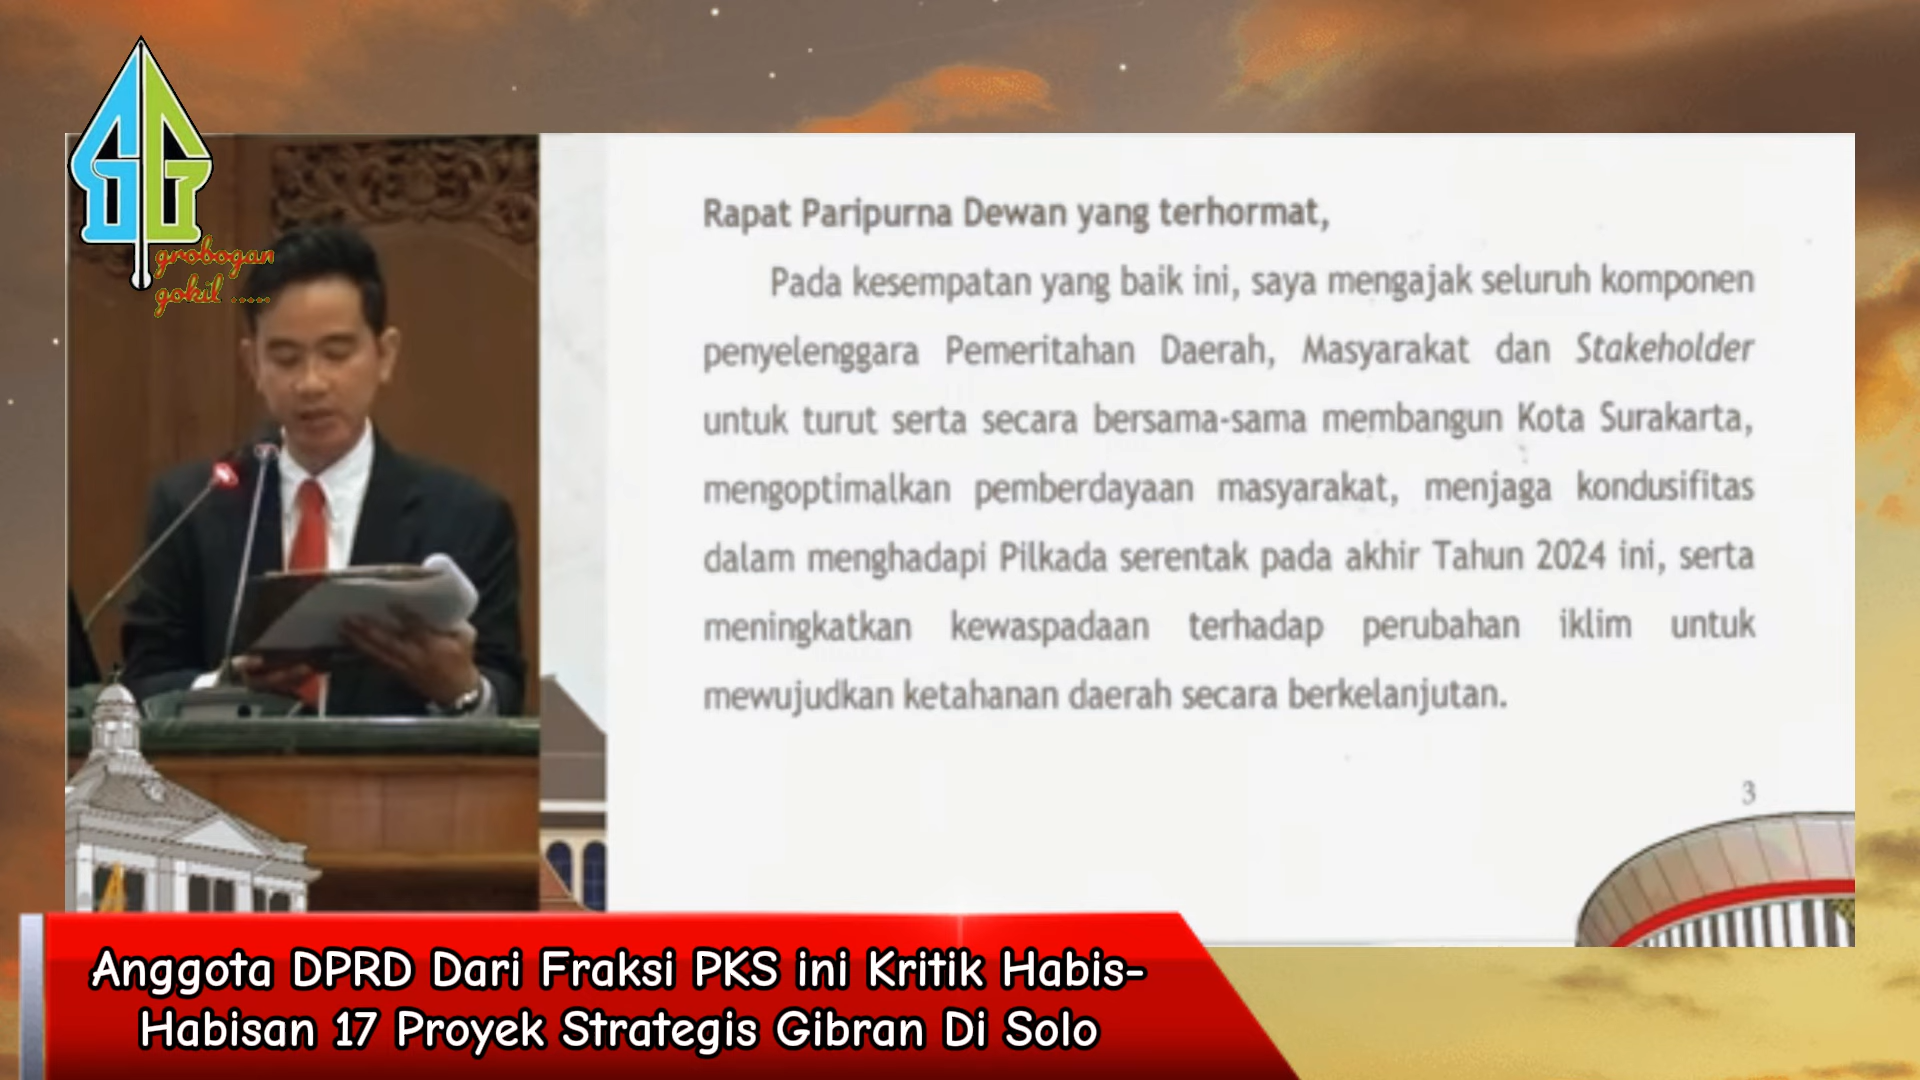 grobogan
gokil .....
Rapat Paripurna Dewan yang terhormat,
Pada kesempatan yang baik ini, saya mengajak seluruh komponen
penyelenggara Pemeritahan Daerah, Masyarakat dan Stakeholder
untuk turut serta secara bersama-sama membangun Kota Surakarta,
mengoptimalkan pemberdayaan masyarakat, menjaga kondusifitas
dalam menghadapi Pilkada serentak pada akhir Tahun 2024 ini, serta
meningkatkan kewaspadaan terhadap perubahan iklim untuk
mewujudkan ketahanan daerah secara berkelanjutan.
3
Anggota DPRD Dari Fraksi PKS ini Kritik Habis-
Habisan 17 Proyek Strategis Gibran Di Solo